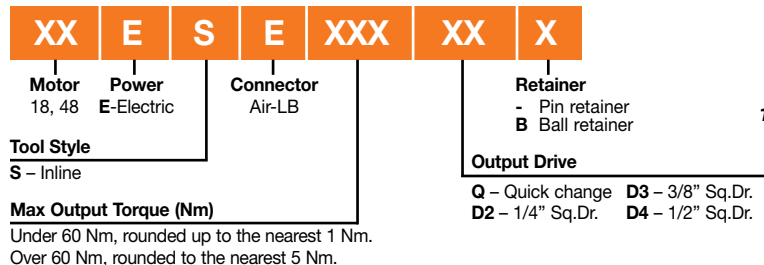 XX E S E XXX XX X
Motor Power Connector Retainer
18, 48 E-Electric Air-LB - Pin retainer
B Ball retainer
Tool Style
S – Inline
Output Drive
Q – Quick change D3 – 3/8” Sq.Dr.
D2 – 1/4” Sq.Dr. D4 – 1/2” Sq.Dr.
Max Output Torque (Nm)
Under 60 Nm, rounded up to the nearest 1 Nm.
Over 60 Nm, rounded to the nearest 5 Nm.